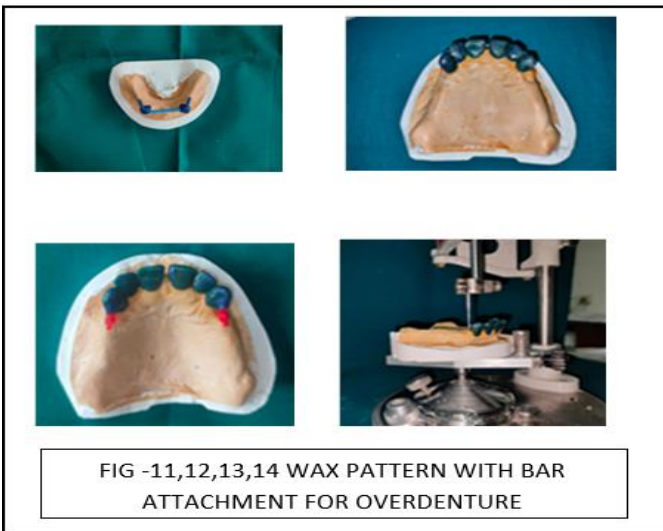 FIG -11,12,13,14 WAX PATTERN WITH BAR
ATTACHMENT FOR OVERDENTURE